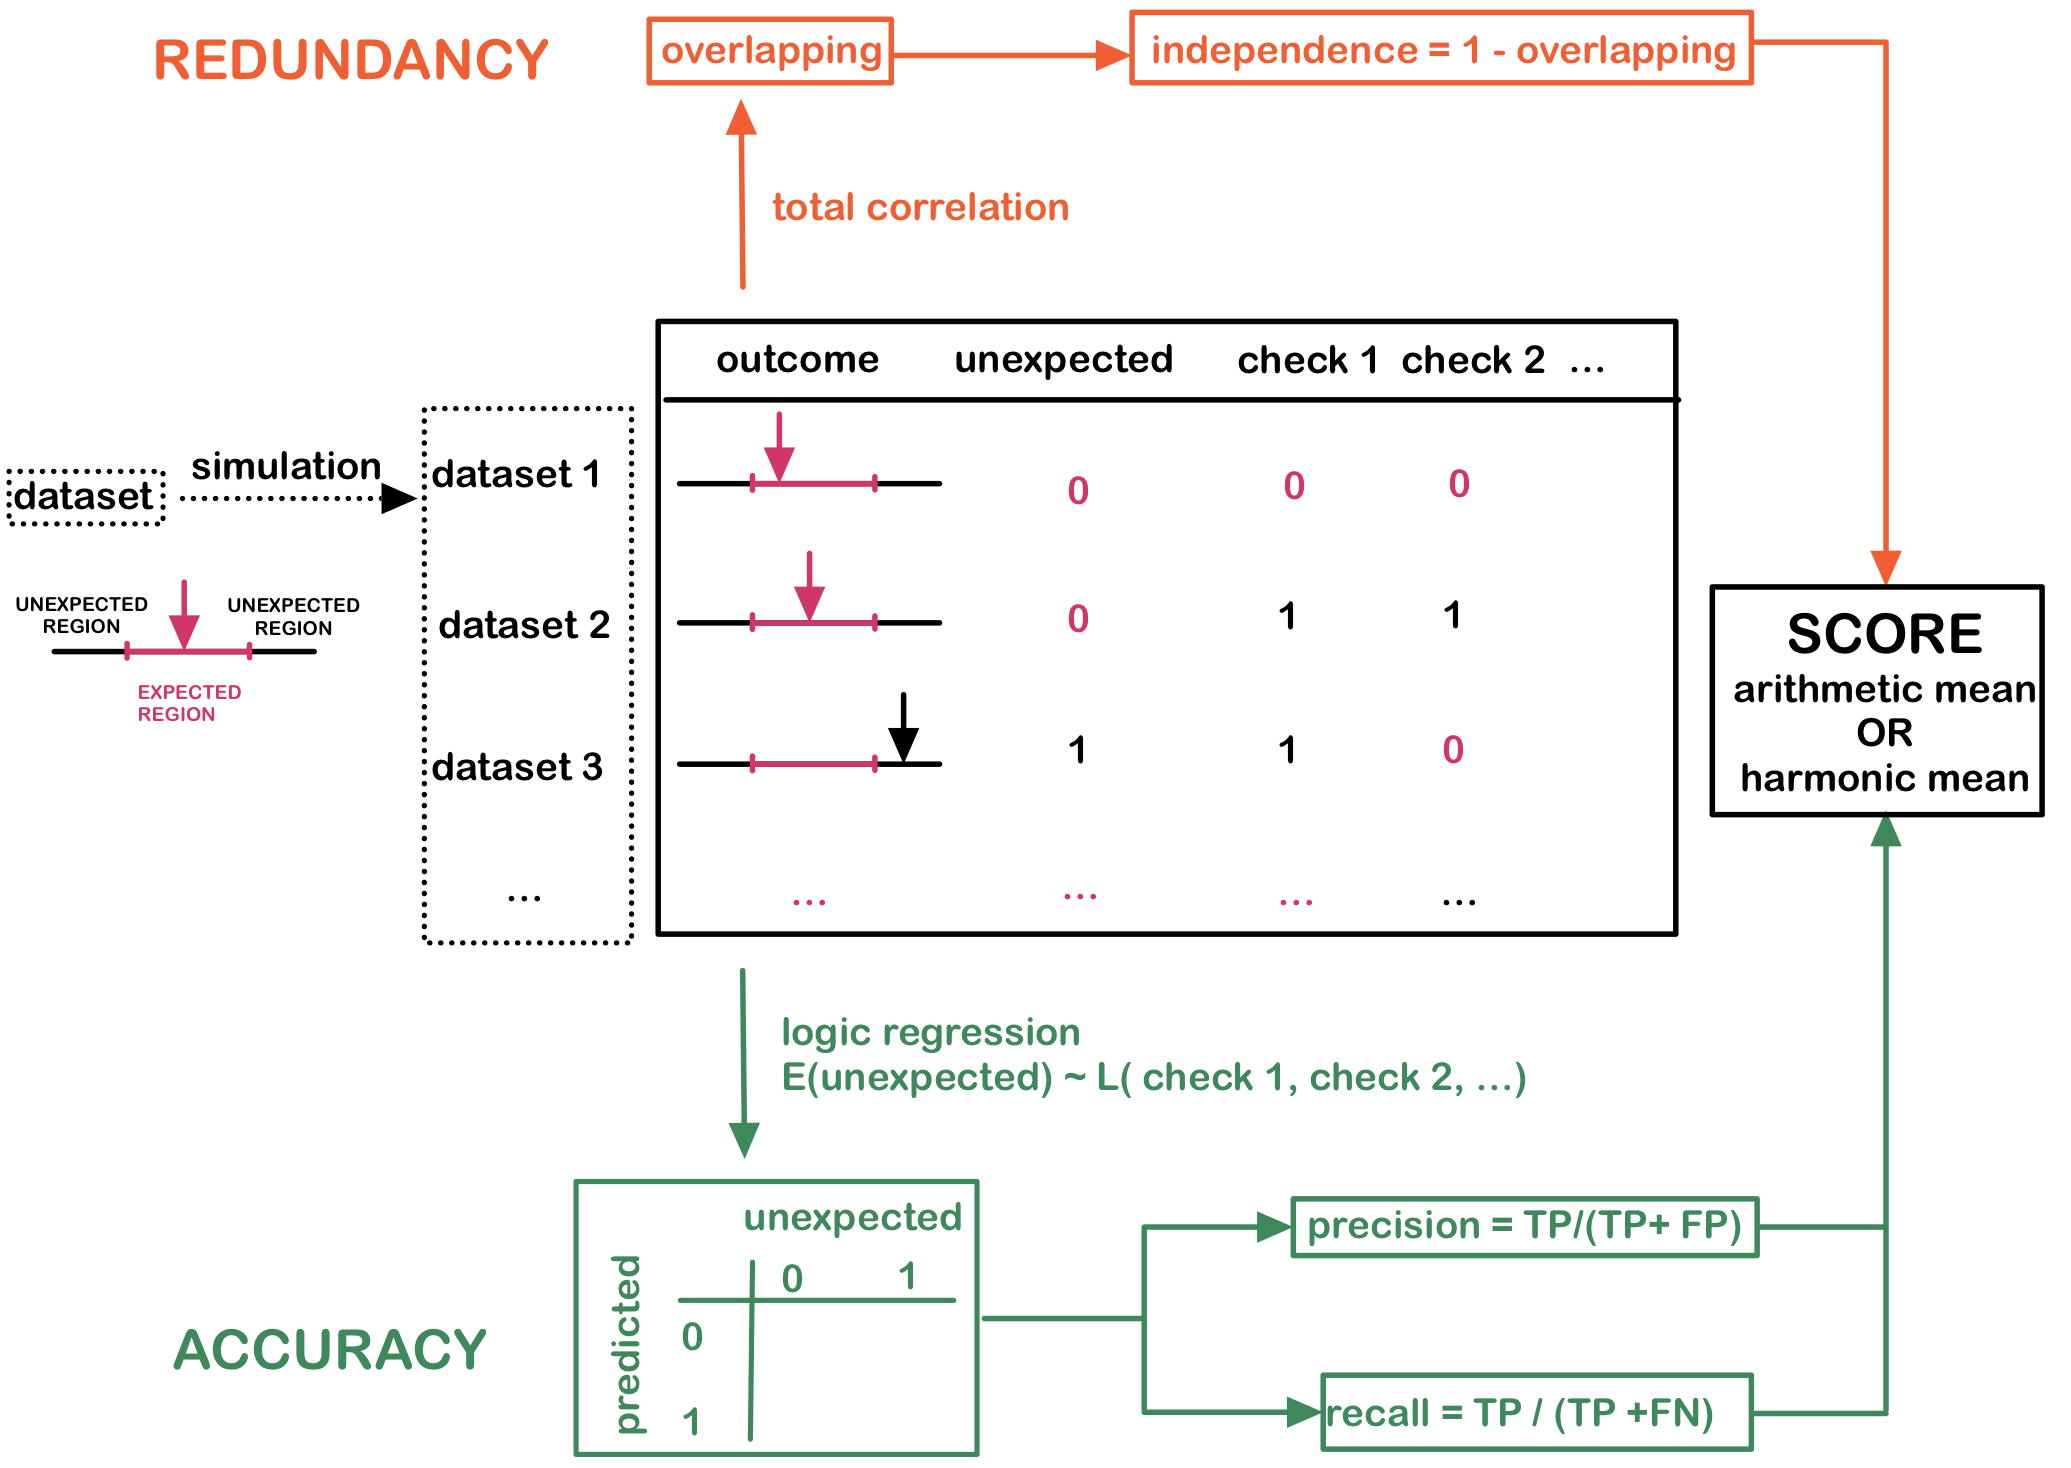 REDUNDANCY
overlapping
independence = 1 - overlapping
total correlation
outcome unexpected check 1 check 2 ...
dataset
simulation
dataset 1
0 0 0
UNEXPECTED
REGION
UNEXPECTED
REGION
EXPECTED
REGION
dataset 2
0 1 1
dataset 3
1 1 0
...
... ... ... ...
SCORE
arithmetic mean
OR
harmonic mean
logic regression
E(unexpected) ~ L( check 1, check 2, ...)
ACCURACY
unexpected
predicted
0 1
0
1
precision = TP/(TP+ FP)
recall = TP / (TP +FN)